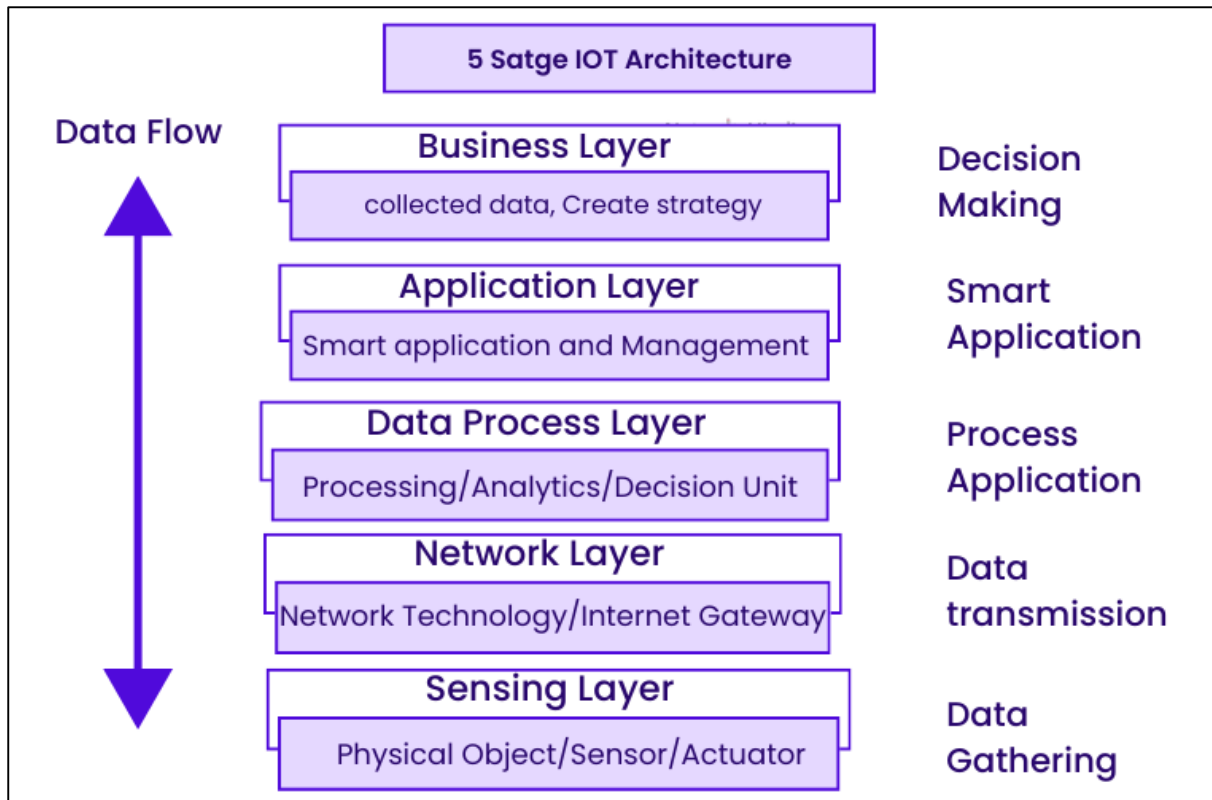 5 Satge IOT Architecture
Data Flow
Business Layer
collected data, Create strategy
Decision
Making
Application Layer
Smart application and Management
Smart
Application
Data Process Layer
Processing/Analytics/Decision Unit
Process
Application
Network Layer
Network Technology/Internet Gateway
Data
transmission
Sensing Layer
Physical Object/Sensor/Actuator
Data
Gathering